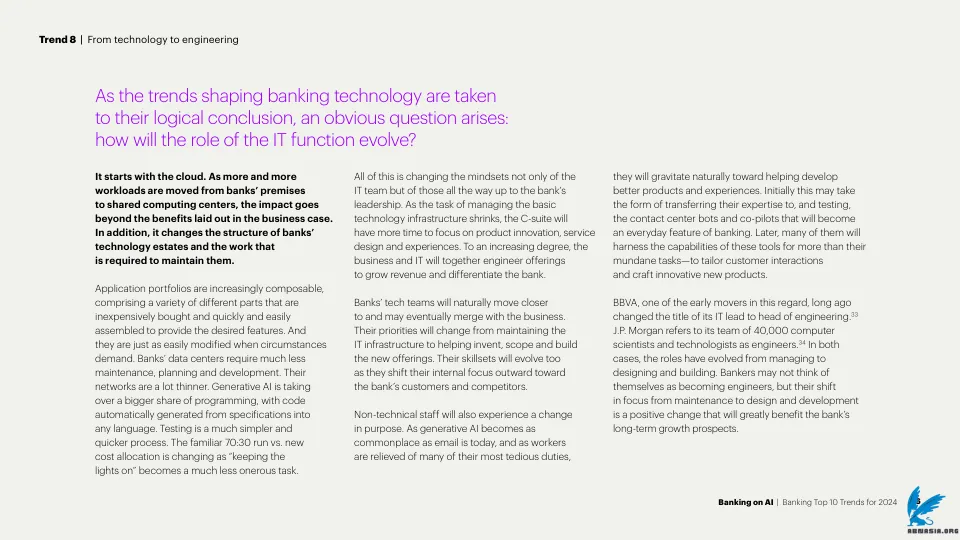 Trend 8 | From technology to engineering
As the trends shaping banking technology are taken
to their logical conclusion, an obvious question arises:
how will the role of the IT function evolve?
It starts with the cloud. As more and more
workloads are moved from banks’ premises
to shared computing centers, the impact goes
beyond the benefits laid out in the business case.
In addition, it changes the structure of banks’
technology estates and the work that
is required to maintain them.
Application portfolios are increasingly composable,
comprising a variety of different parts that are
inexpensively bought and quickly and easily
assembled to provide the desired features. And
they are just as easily modified when circumstances
demand. Banks’ data centers require much less
maintenance, planning and development. Their
networks are a lot thinner. Generative AI is taking
over a bigger share of programming, with code
automatically generated from specifications into
any language. Testing is a much simpler and
quicker process. The familiar 70:30 run vs. new
cost allocation is changing as “keeping the
lights on” becomes a much less onerous task.
All of this is changing the mindsets not only of the
IT team but of those all the way up to the bank’s
leadership. As the task of managing the basic
technology infrastructure shrinks, the C-suite will
have more time to focus on product innovation, service
design and experiences. To an increasing degree, the
business and IT will together engineer offerings
to grow revenue and differentiate the bank.
Banks’ tech teams will naturally move closer
to and may eventually merge with the business.
Their priorities will change from maintaining the
IT infrastructure to helping invent, scope and build
the new offerings. Their skillsets will evolve too
as they shift their internal focus outward toward
the bank’s customers and competitors.
Non-technical staff will also experience a change
in purpose. As generative AI becomes as
commonplace as email is today, and as workers
are relieved of many of their most tedious duties,
they will gravitate naturally toward helping develop
better products and experiences. Initially this may take
the form of transferring their expertise to, and testing,
the contact center bots and co-pilots that will become
an everyday feature of banking. Later, many of them will
harness the capabilities of these tools for more than their
mundane tasks—to tailor customer interactions
and craft innovative new products.
BBVA, one of the early movers in this regard, long ago
changed the title of its IT lead to head of engineering.³³
J.P. Morgan refers to its team of 40,000 computer
scientists and technologists as engineers.³⁴ In both
cases, the roles have evolved from managing to
designing and building. Bankers may not think of
themselves as becoming engineers, but their shift
in focus from maintenance to design and development
is a positive change that will greatly benefit the bank’s
long-term growth prospects.
Banking on AI | Banking Top 10 Trends for 2024
ABMASIA.ORG